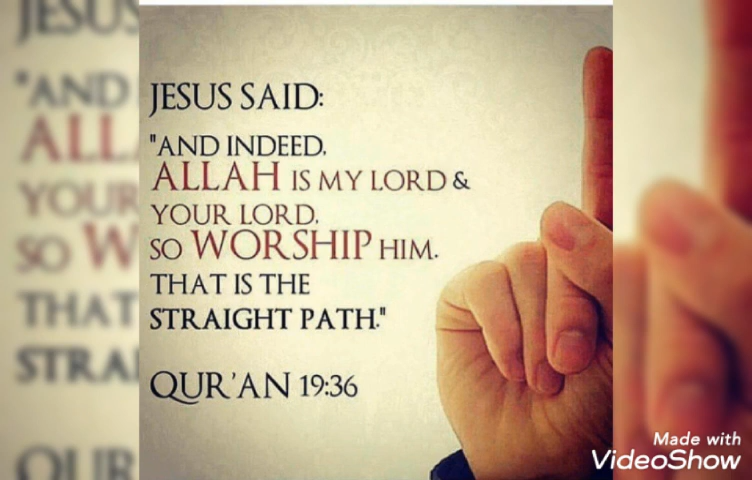 JESUS SAID:
"AND INDEED,
ALLAH IS MY LORD &
YOUR LORD,
SO WORSHIP HIM.
THAT IS THE
STRAIGHT PATH."
QUR'AN 19:36
Made with
VideoShow